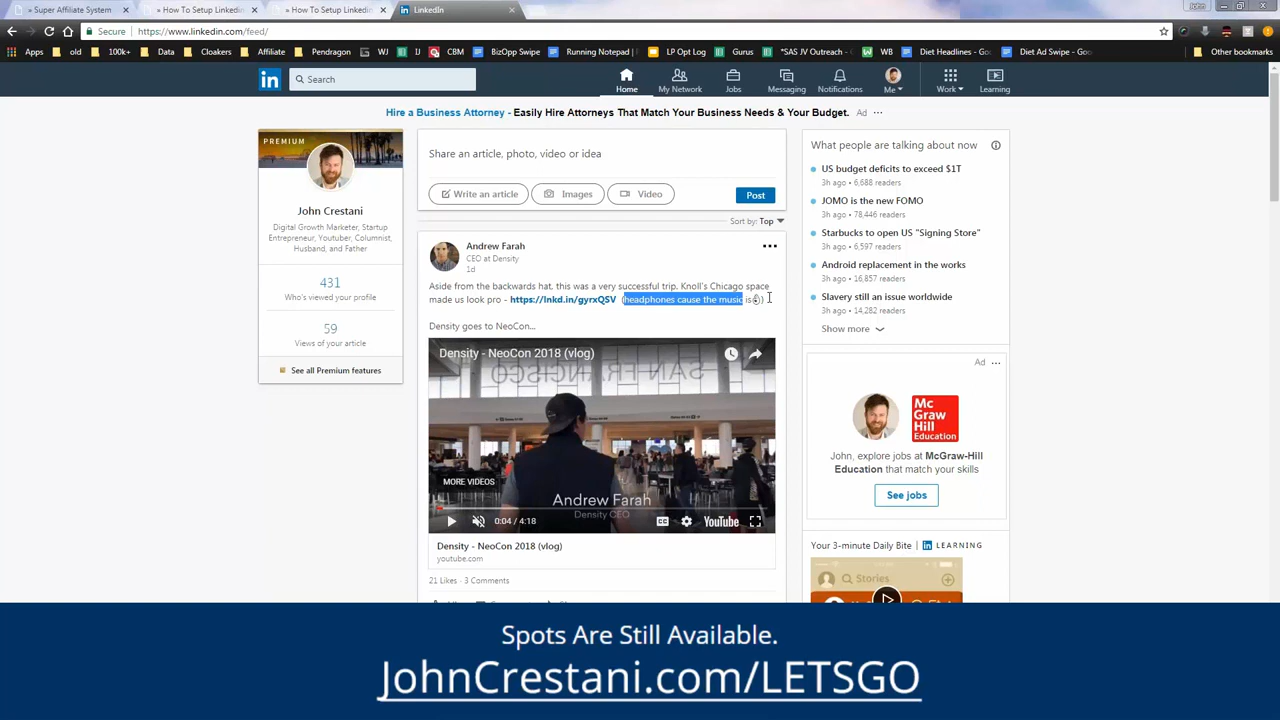 » Super Affiliate System
» How To Setup Linkedin
» How To Setup Linkedin
LinkedIn
John
Secure
https://www.linkedin.com/feed/
Apps
old
100k+
Data
Cloakers
Affiliate
Pendragon
WJ
IJ
CBM
BizOpp Swipe
Running Notepad
LP Opt Log
Gurus
*SAS JV Outreach - G
WB
Diet Headlines - Go
Diet Ad Swipe - Goo
Other bookmarks
in
Search
Home
My Network
Jobs
Messaging
Notifications
Me
Work
Learning
Hire a Business Attorney - Easily Hire Attorneys That Match Your Business Needs & Your Budget. Ad ···
PREMIUM
John Crestani
Digital Growth Marketer, Startup
Entrepreneur, Youtuber, Columnist,
Husband, and Father
431
Who's viewed your profile
59
Views of your article
See all Premium features
Share an article, photo, video or idea
Write an article
Images
Video
Post
Sort by: Top
Andrew Farah
CEO at Density
1d
Aside from the backwards hat, this was a very successful trip. Knoll's Chicago space
made us look pro - https://lnkd.in/gyrxQSV (headphones cause the music is )
Density goes to NeoCon...
Density - NeoCon 2018 (vlog)
SAN FRANCISCO
MORE VIDEOS
Andrew Farah
Density CEO
0:04 / 4:18
CC
YouTube
Density - NeoCon 2018 (vlog)
youtube.com
21 Likes · 3 Comments
What people are talking about now
US budget deficits to exceed $1T
3h ago • 6,688 readers
JOMO is the new FOMO
3h ago • 78,446 readers
Starbucks to open US "Signing Store"
3h ago • 6,246 readers
Android replacement in the works
3h ago • 16,857 readers
Slavery still an issue worldwide
3h ago • 14,282 readers
Show more
Ad ···
Mc
Graw
Hill
Education
John, explore jobs at McGraw-Hill
Education that match your skills
See jobs
Your 3-minute Daily Bite | in LEARNING
Stories
Spots Are Still Available.
JohnCrestani.com/LETSGO